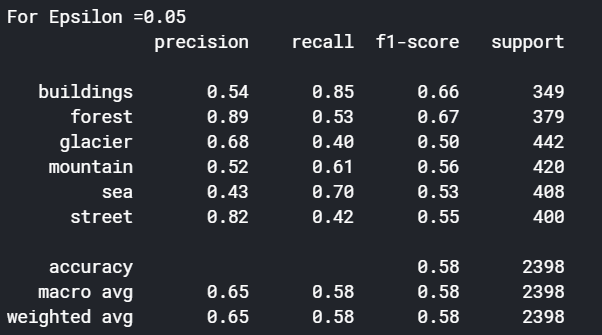 For Epsilon =0.05
precision recall f1-score support
buildings 0.54 0.85 0.66 349
forest 0.89 0.53 0.67 379
glacier 0.68 0.40 0.50 442
mountain 0.52 0.61 0.56 420
sea 0.43 0.70 0.53 408
street 0.82 0.42 0.55 400
accuracy 0.58 2398
macro avg 0.65 0.58 0.58 2398
weighted avg 0.65 0.58 0.58 2398